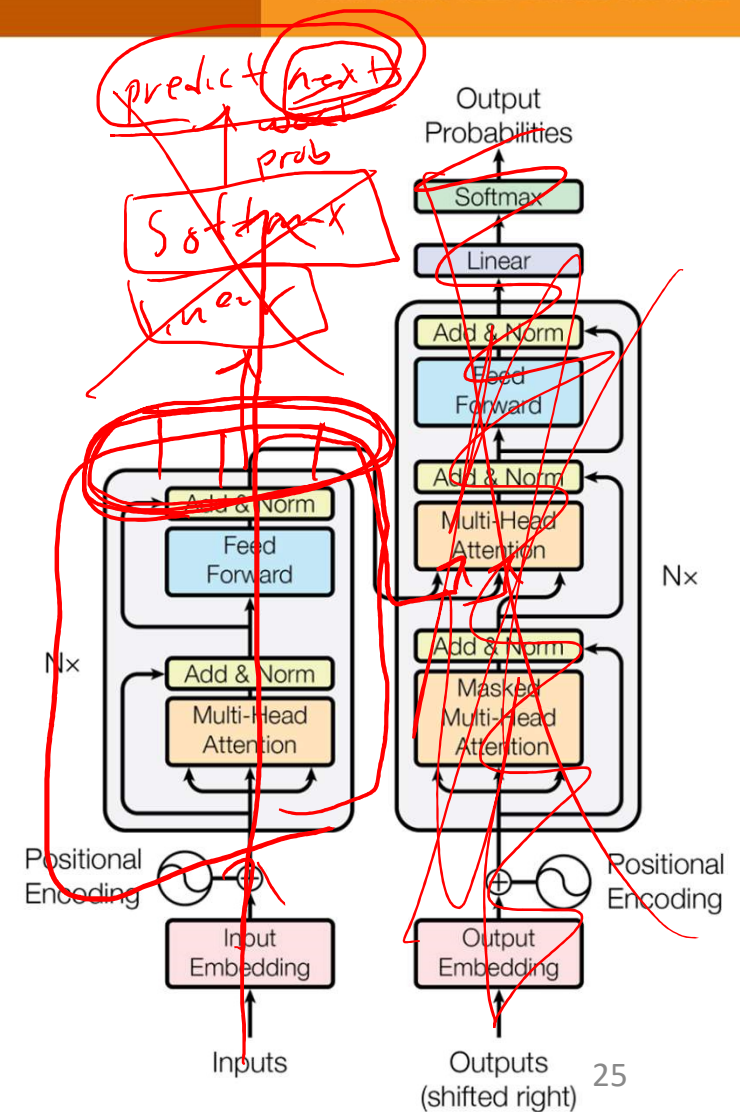 predict next
word
prob
Softmax
Linear
Add & Norm
Feed
Forward
Nx
Add & Norm
Multi-Head
Attention
Positional
Encoding
Input
Embedding
Inputs
Output
Probabilities
Softmax
Linear
Add & Norm
Feed
Forward
Add & Norm
Multi-Head
Attention
Nx
Add & Norm
Masked
Multi-Head
Attention
Positional
Encoding
Output
Embedding
Outputs
(shifted right)
25